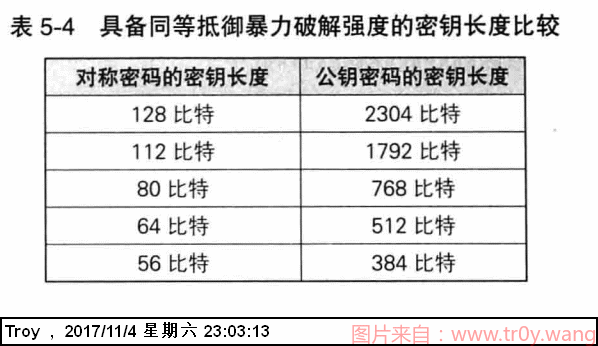 表 5-4 具备同等抵御暴力破解强度的密钥长度比较
对称密码的密钥长度 公钥密码的密钥长度
128 比特 2304 比特
112 比特 1792 比特
80 比特 768 比特
64 比特 512 比特
56 比特 384 比特
Troy , 2017/11/4 星期六 23:03:13
图片来自：www.tr0y.wang